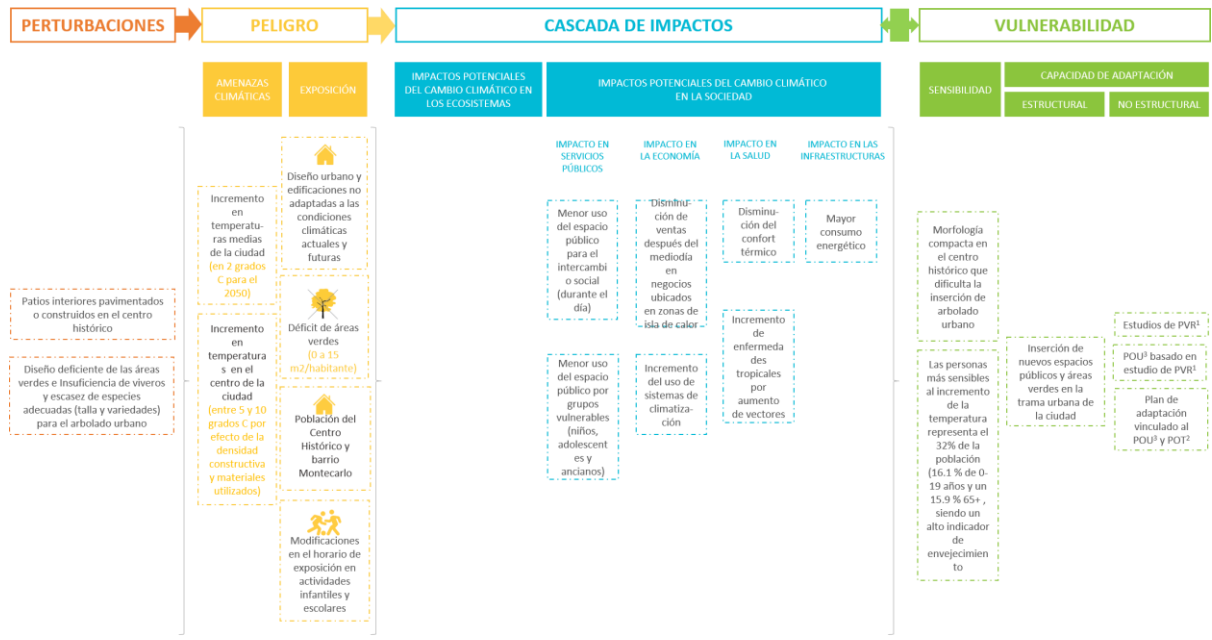 PERTURBACIONES
PELIGRO
CASCADA DE IMPACTOS
VULNERABILIDAD
AMENAZAS
CLIMÁTICAS
EXPOSICIÓN
IMPACTOS POTENCIALES
DEL CAMBIO CLIMÁTICO EN
LOS ECOSISTEMAS
IMPACTOS POTENCIALES DEL CAMBIO CLIMÁTICO
EN LA SOCIEDAD
SENSIBILIDAD
CAPACIDAD DE ADAPTACIÓN
ESTRUCTURAL
NO ESTRUCTURAL
Patios interiores pavimentados
o construidos en el centro
histórico
Diseño deficiente de las áreas
verdes e Insuficiencia de viveros
y escasez de especies
adecuadas (talla y variedades)
para el arbolado urbano
Incremento
en
temperatu-
ras medias
de la ciudad
(en 2 grados
C para el
2050)
Incremento
en
temperatura
s en el
centro de la
ciudad
(entre 5 y 10
grados C por
efecto de la
densidad
constructiva
y materiales
utilizados)
Diseño urbano y
edificaciones no
adaptadas a las
condiciones
climáticas
actuales y
futuras
Déficit de áreas
verdes
(0 a 15
m2/habitante)
Población del
Centro
Histórico y
barrio
Montecarlo
Modificaciones
en el horario de
exposición en
actividades
infantiles y
escolares
IMPACTO EN
SERVICIOS
PÚBLICOS
Menor uso
del espacio
público
para el
intercambi
o social
(durante el
día)
Menor uso
del espacio
público por
grupos
vulnerables
(niños,
adolescent
es y
ancianos)
IMPACTO EN
LA ECONOMÍA
Disminución
de
ventas
después del
mediodía
en
negocios
ubicados
en zonas de
isla de calor
Incremento
del uso de
sistemas de
climatiza-
ción
IMPACTO EN
LA SALUD
Disminu-
ción del
confort
térmico
Incremento
de
enfermeda
des
tropicales
por
aumento
de vectores
IMPACTO EN LAS
INFRAESTRUCTURAS
Mayor
consumo
energético
Morfología
compacta en
el centro
histórico que
dificulta la
inserción de
arbolado
urbano
Las personas
más sensibles
al incremento
de la
temperatura
representa el
32% de la
población
(16.1 % de 0-
19 años y un
15.9 % 65+ ,
siendo un
alto indicador
de
envejecimien
to
Inserción de
nuevos espacios
públicos y áreas
verdes en la
trama urbana de
la ciudad
Estudios de PVR¹
POU³ basado en
estudio de PVR¹
Plan de
adaptación
vinculado al
POU³ y POT²